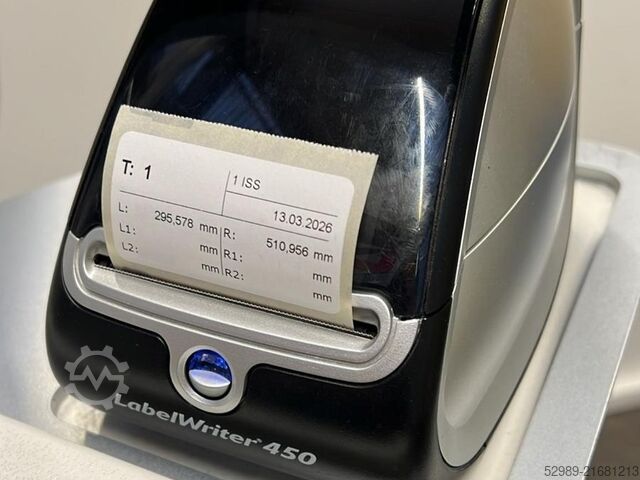 T: 1
1 ISS
13.03.2026
L: 295,578 mm R: 510,956 mm
L1: mm R1: mm
L2: mm R2: mm
LabelWriter 450
52989-21681213